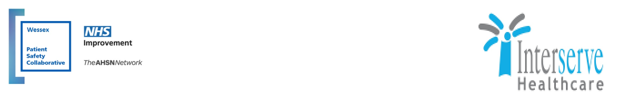 Wessex
Patient
Safety
Collaborative
NHS
Improvement
TheAHSNNetwork
Interserve
Healthcare